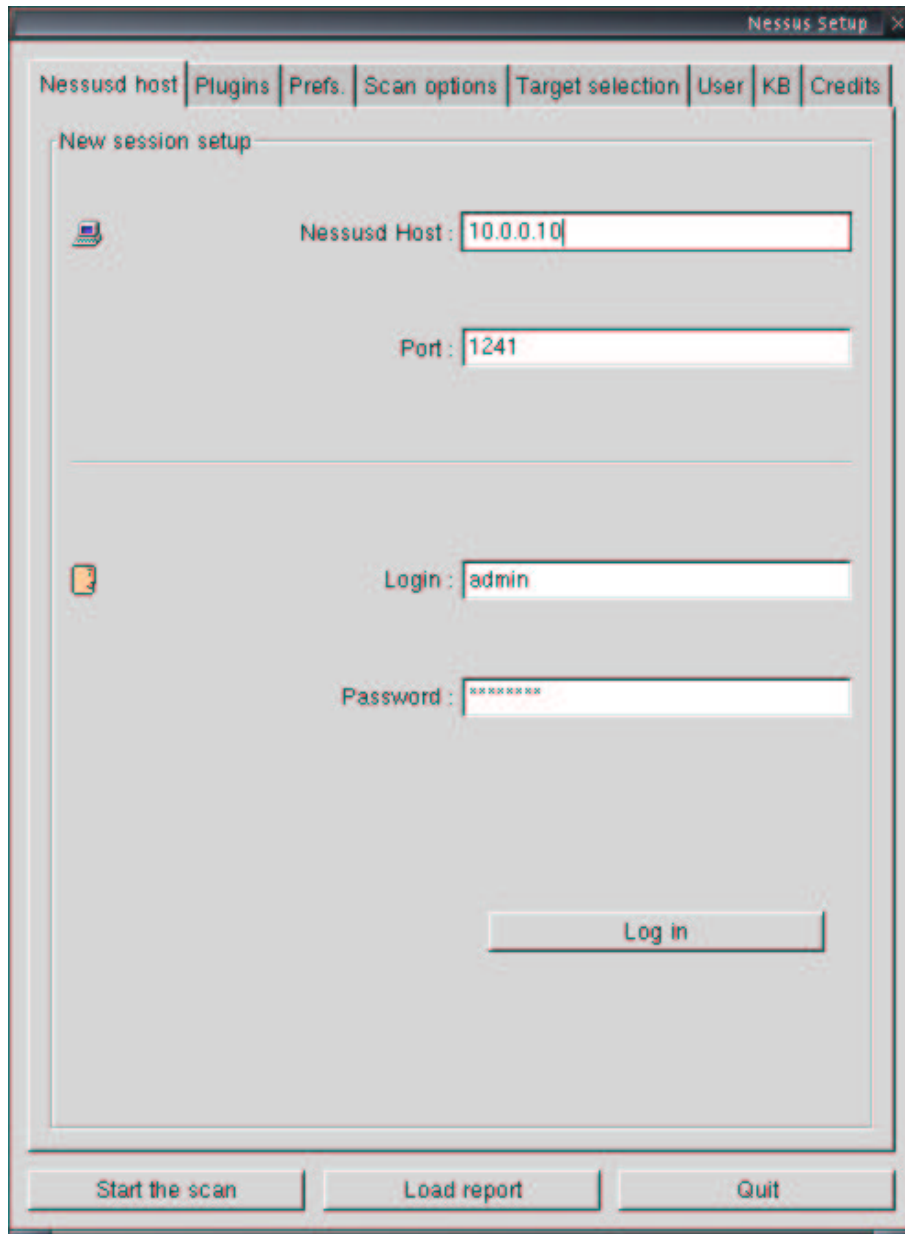 Nessus Setup
Nessusd host Plugins Prefs. Scan options Target selection User KB Credits
New session setup
Nessusd Host : 10.0.0.10
Port : 1241
Login : admin
Password : ********
Log in
Start the scan Load report Quit